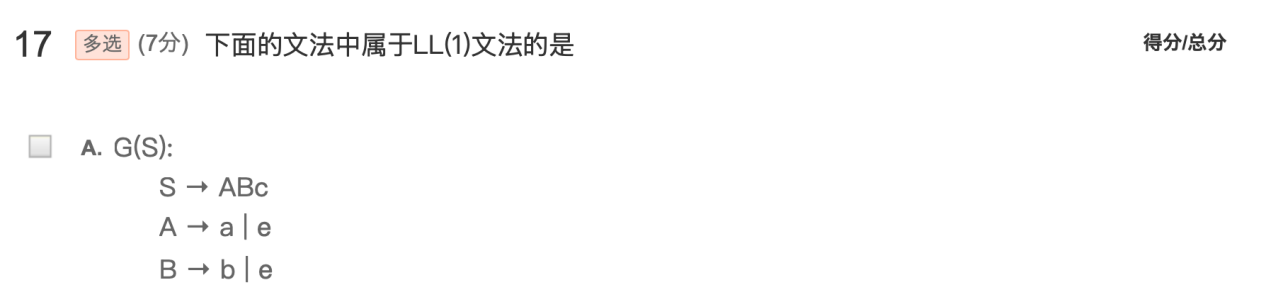 17 多选 (7分) 下面的文法中属于LL(1)文法的是 得分/总分
A. G(S):
S → ABc
A → a | e
B → b | e